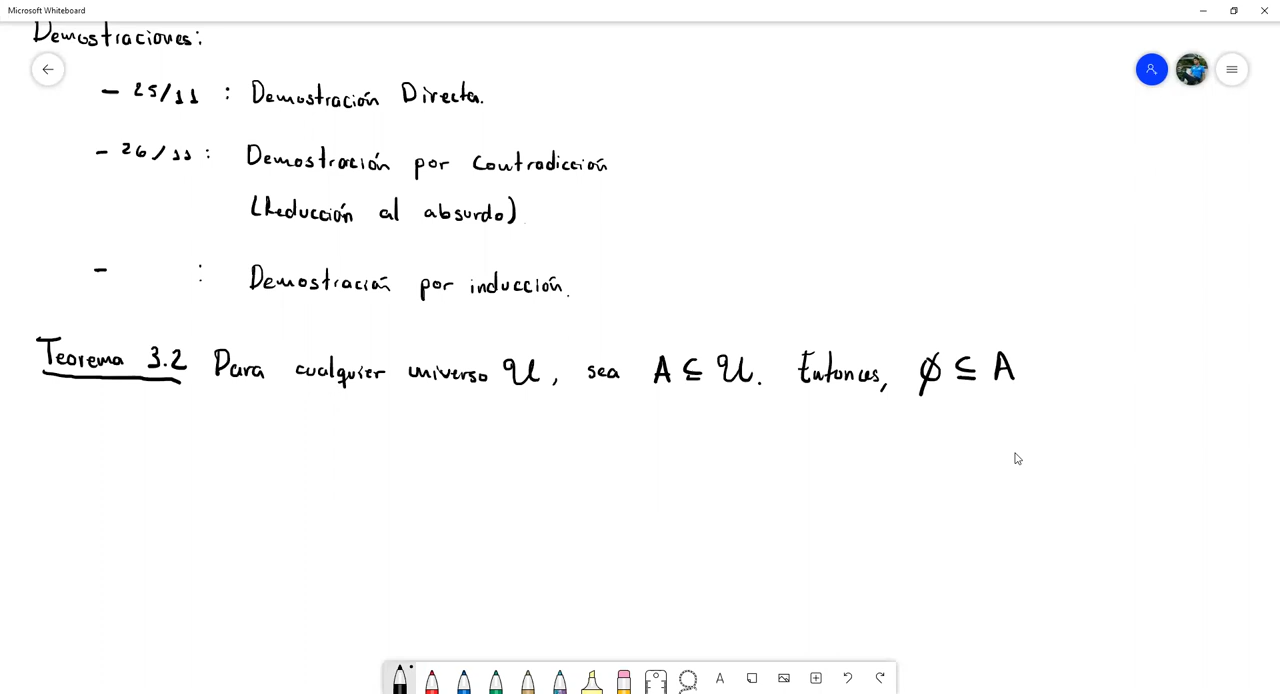 Microsoft Whiteboard
Demostraciones:
- 25/11 : Demostración Directa.
- 26/11 : Demostración por contradicción
(Reducción al absurdo).
- : Demostración por inducción.
Teorema 3.2 Para cualquier universo 𝒰, sea A ⊆ 𝒰. Entonces, ∅ ⊆ A
A